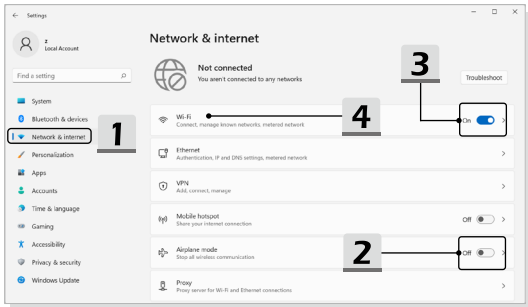 Settings
z
Local Account
Find a setting
System
Bluetooth & devices
Network & internet
Personalization
Apps
Accounts
Time & language
Gaming
Accessibility
Privacy & security
Windows Update
1
Network & internet
Not connected
You aren't connected to any networks
Troubleshoot
3
Wi-Fi
Connect, manage known networks, metered network
4
On
Ethernet
Authentication, IP and DNS settings, metered network
VPN
Add, connect, manage
Mobile hotspot
Share your internet connection
Off
Airplane mode
Stop all wireless communication
2
Off
Proxy
Proxy server for Wi-Fi and Ethernet connections